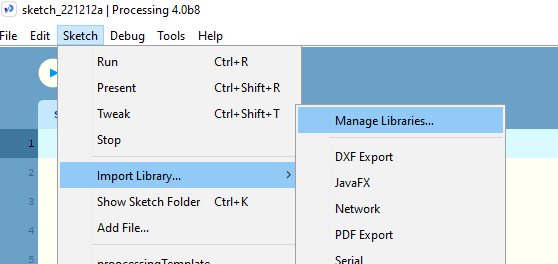 sketch_221212a | Processing 4.0b8
File Edit Sketch Debug Tools Help
Run Ctrl+R
Present Ctrl+Shift+R
Tweak Ctrl+Shift+T
Stop
Import Library...
Show Sketch Folder Ctrl+K
Add File...
Manage Libraries...
DXF Export
JavaFX
Network
PDF Export
Serial
1
2
3
4
5